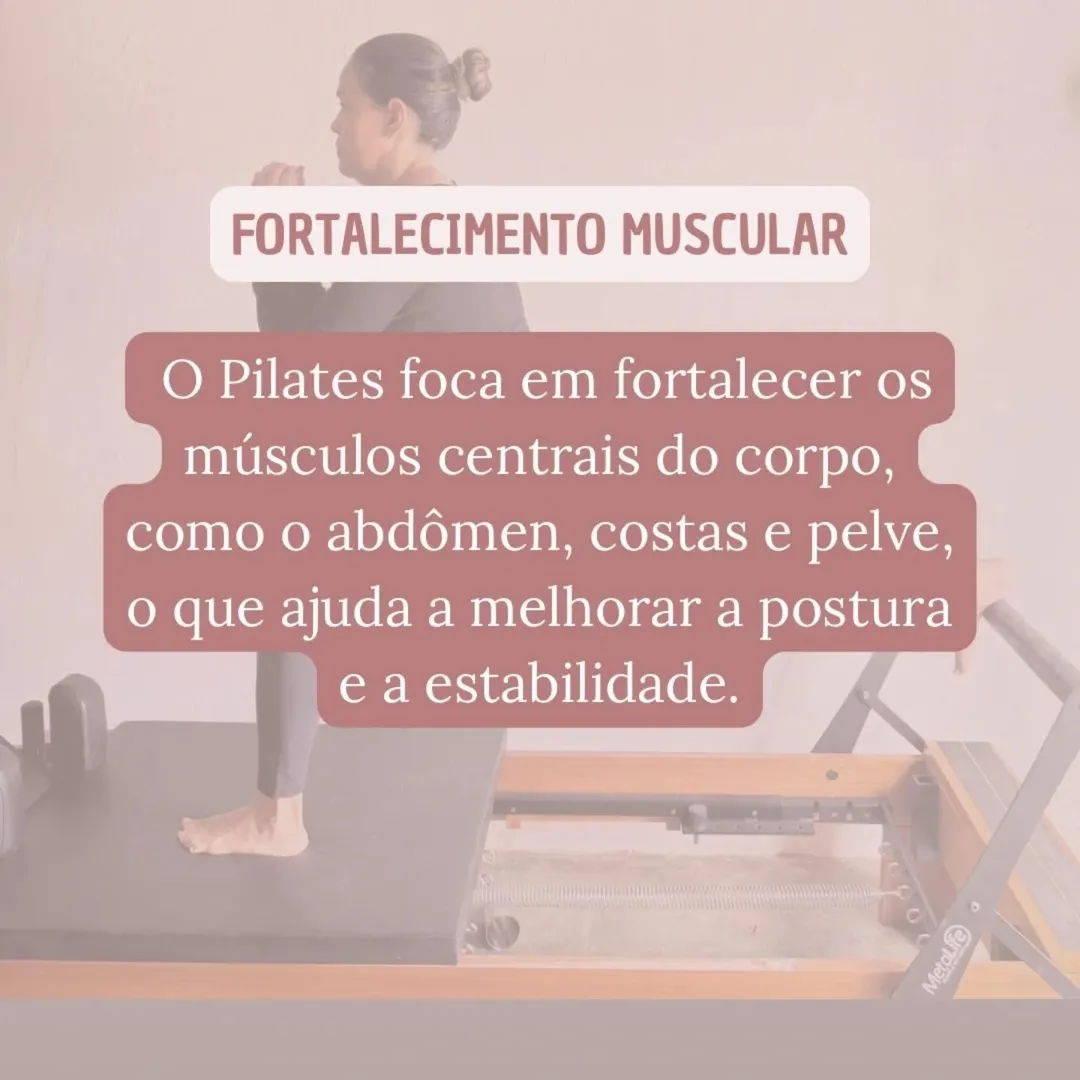 FORTALECIMENTO MUSCULAR
O Pilates foca em fortalecer os
músculos centrais do corpo,
como o abdômen, costas e pelve,
o que ajuda a melhorar a postura
e a estabilidade.
MetaLife